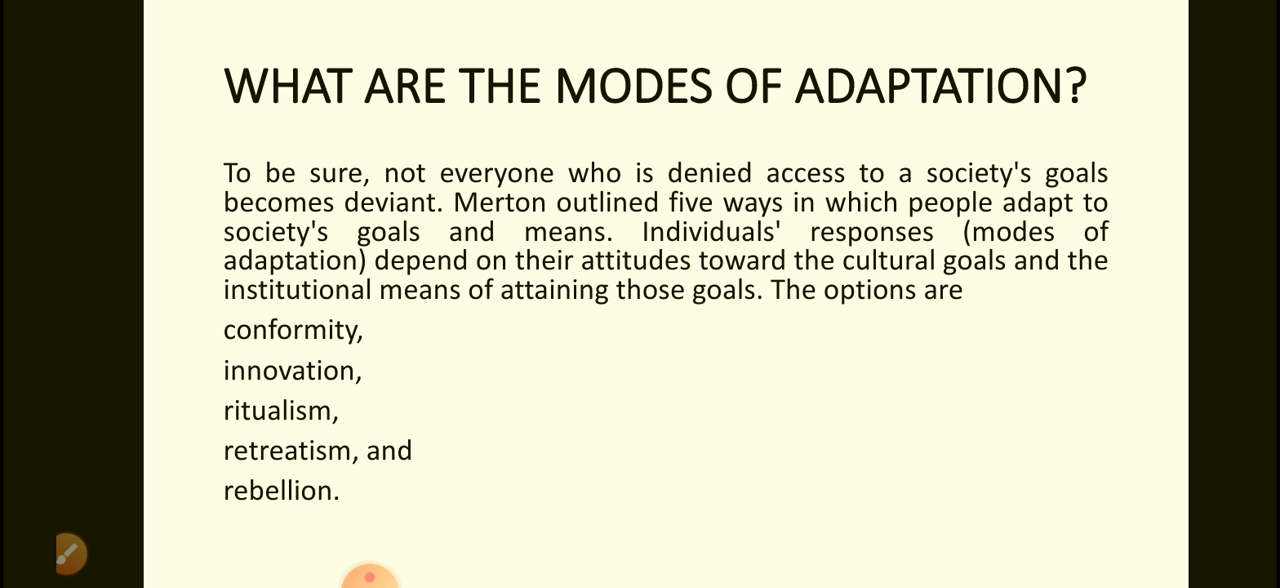 WHAT ARE THE MODES OF ADAPTATION?
To be sure, not everyone who is denied access to a society's goals
becomes deviant. Merton outlined five ways in which people adapt to
society's goals and means. Individuals' responses (modes of
adaptation) depend on their attitudes toward the cultural goals and the
institutional means of attaining those goals. The options are
conformity,
innovation,
ritualism,
retreatism, and
rebellion.